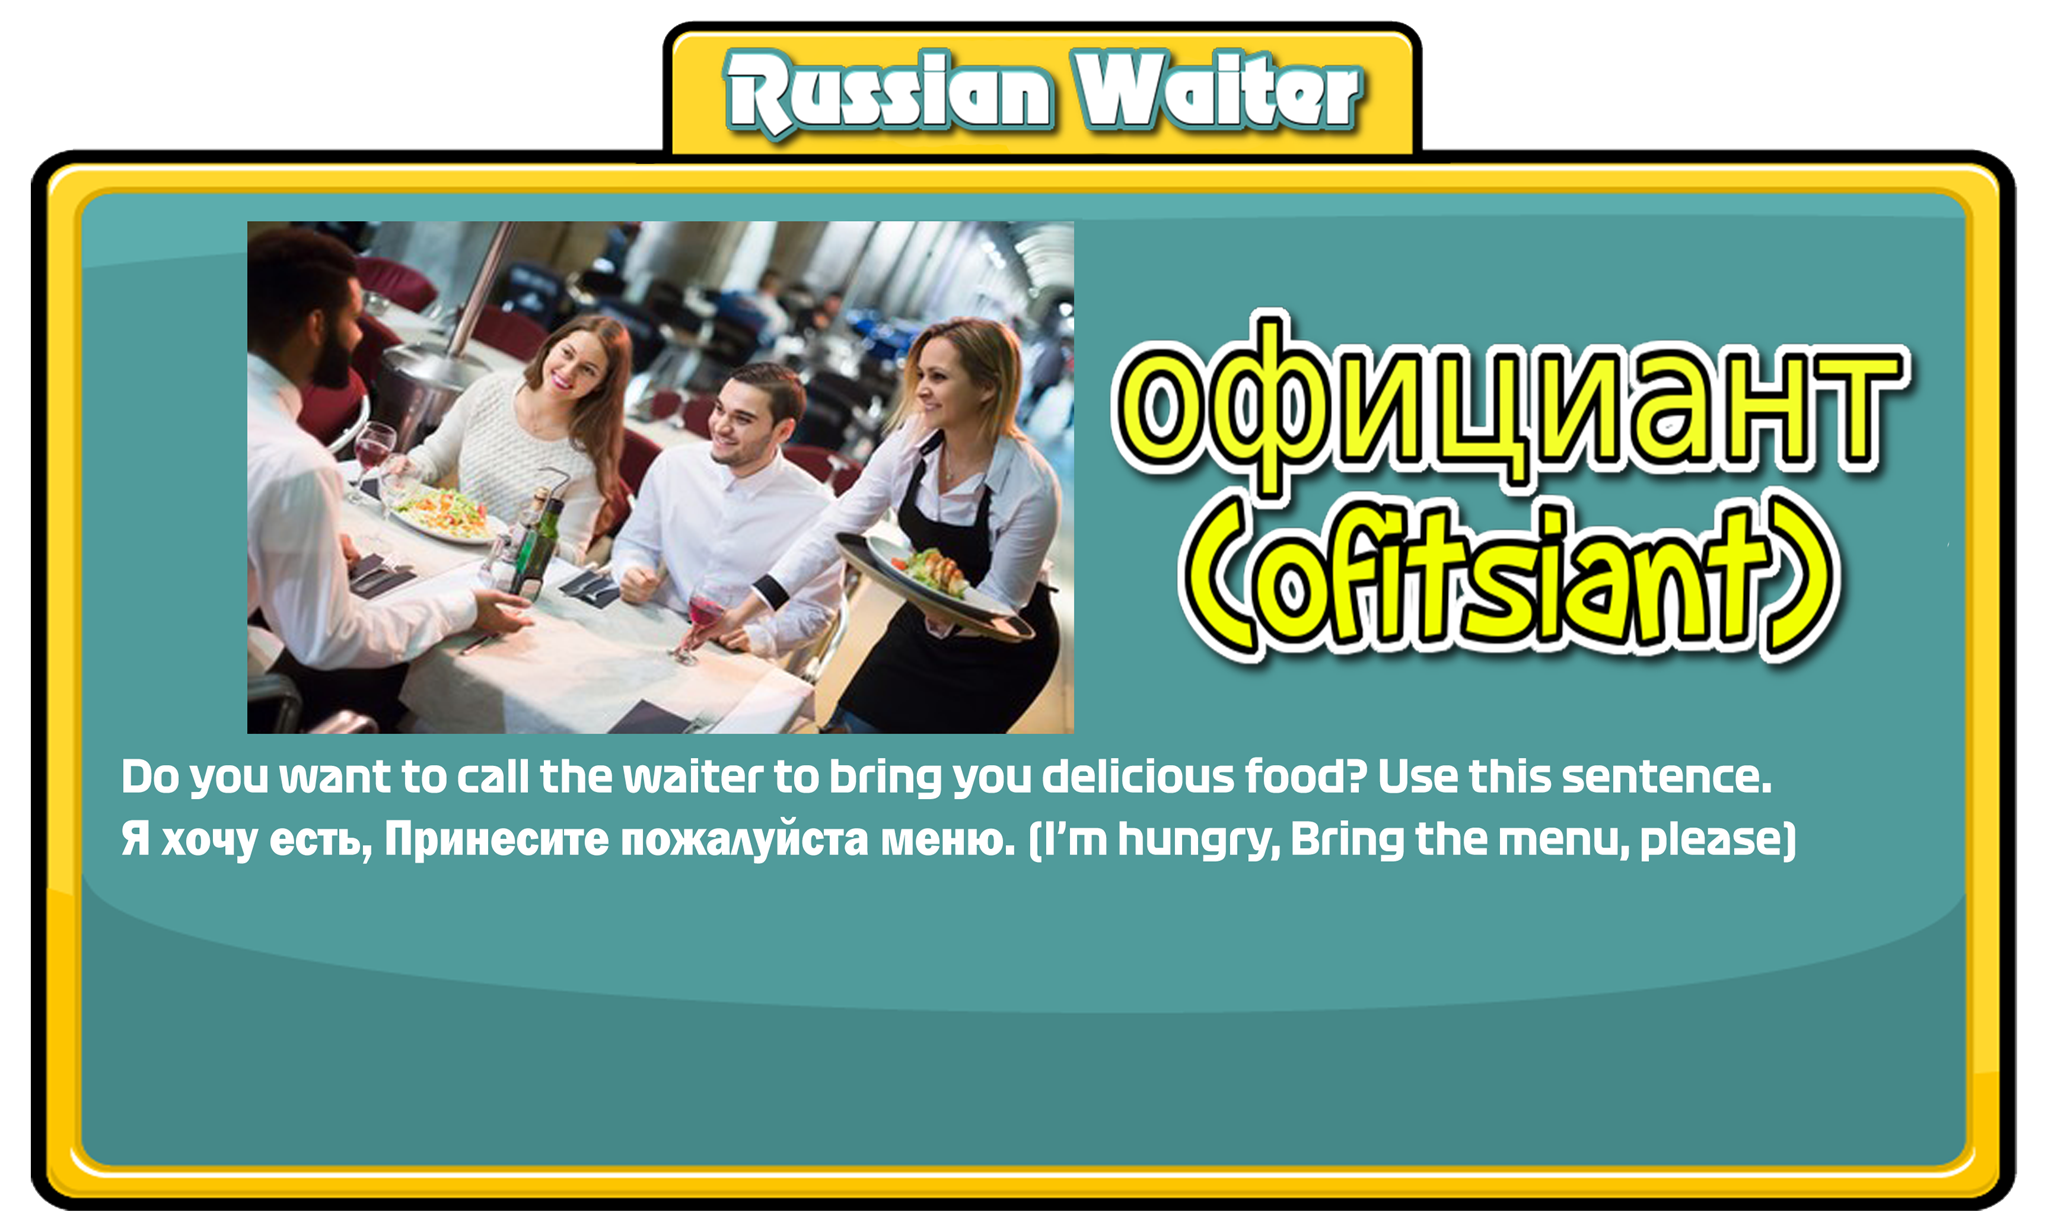 Russian Waiter
официант
(ofitsiant)
Do you want to call the waiter to bring you delicious food? Use this sentence.
Я хочу есть, Принесите пожалуйста меню. (I'm hungry, Bring the menu, please)